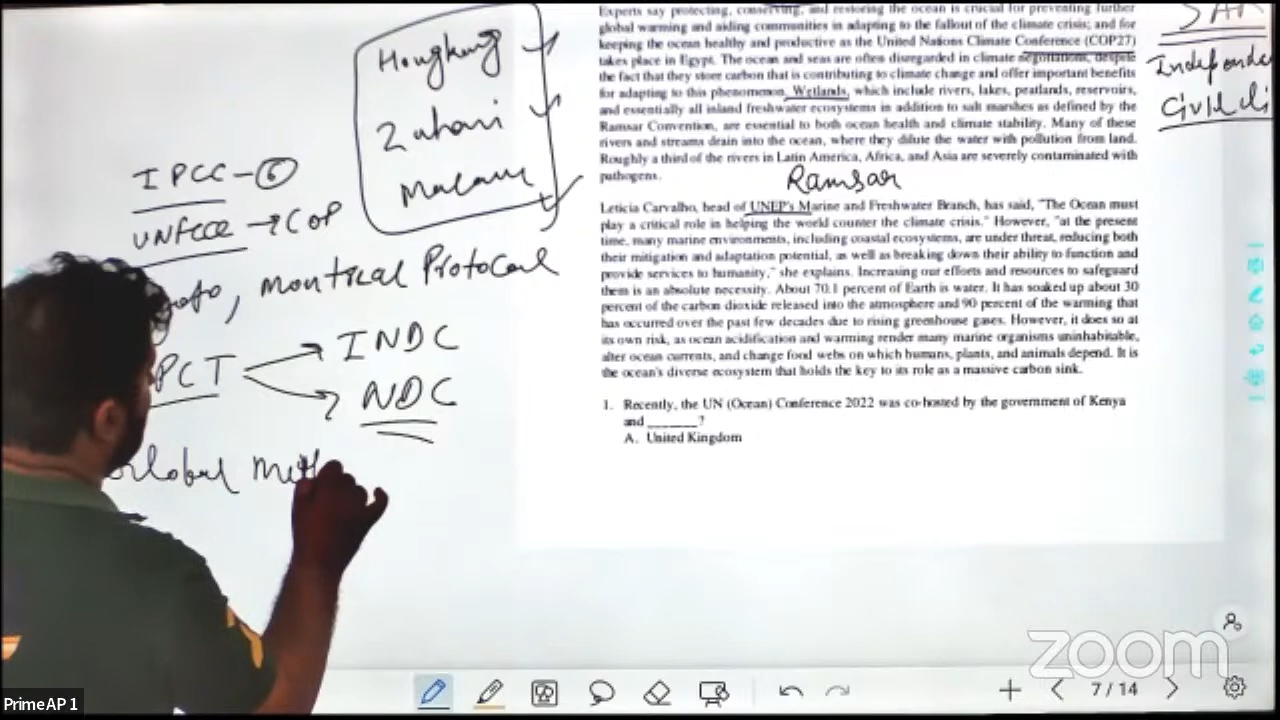 Hongkung
Zuhani
Macau
IPCC - 6
UNFCCC → COP
, Montreal Protocol
PCT
INDC
NDC
Global Meth
Experts say protecting, conserving, and restoring the ocean is crucial for preventing further
global warming and aiding communities in adapting to the fallout of the climate crisis; and for
keeping the ocean healthy and productive as the United Nations Climate Conference (COP27)
takes place in Egypt. The ocean and seas are often disregarded in climate negotiations, despite
the fact that they store carbon that is contributing to climate change and offer important benefits
for adapting to this phenomenon. Wetlands, which include rivers, lakes, peatlands, reservoirs,
and essentially all inland freshwater ecosystems in addition to salt marshes as defined by the
Ramsar Convention, are essential to both ocean health and climate stability. Many of these
rivers and streams drain into the ocean, where they dilute the water with pollution from land.
Roughly a third of the rivers in Latin America, Africa, and Asia are severely contaminated with
pathogens.
Ramsar
Leticia Carvalho, head of UNEP's Marine and Freshwater Branch, has said, "The Ocean must
play a critical role in helping the world counter the climate crisis." However, "at the present
time, many marine environments, including coastal ecosystems, are under threat, reducing both
their mitigation and adaptation potential, as well as breaking down their ability to function and
provide services to humanity," she explains. Increasing our efforts and resources to safeguard
them is an absolute necessity. About 70.1 percent of Earth is water. It has soaked up about 30
percent of the carbon dioxide released into the atmosphere and 90 percent of the warming that
has occurred over the past few decades due to rising greenhouse gases. However, it does so at
its own risk, as ocean acidification and warming render many marine organisms uninhabitable,
alter ocean currents, and change food webs on which humans, plants, and animals depend. It is
the ocean's diverse ecosystem that holds the key to its role as a massive carbon sink.
1. Recently, the UN (Ocean) Conference 2022 was co-hosted by the government of Kenya
and ______?
A. United Kingdom
SAR
Independe
Civil Li
zoom
7 / 14
PrimeAP 1